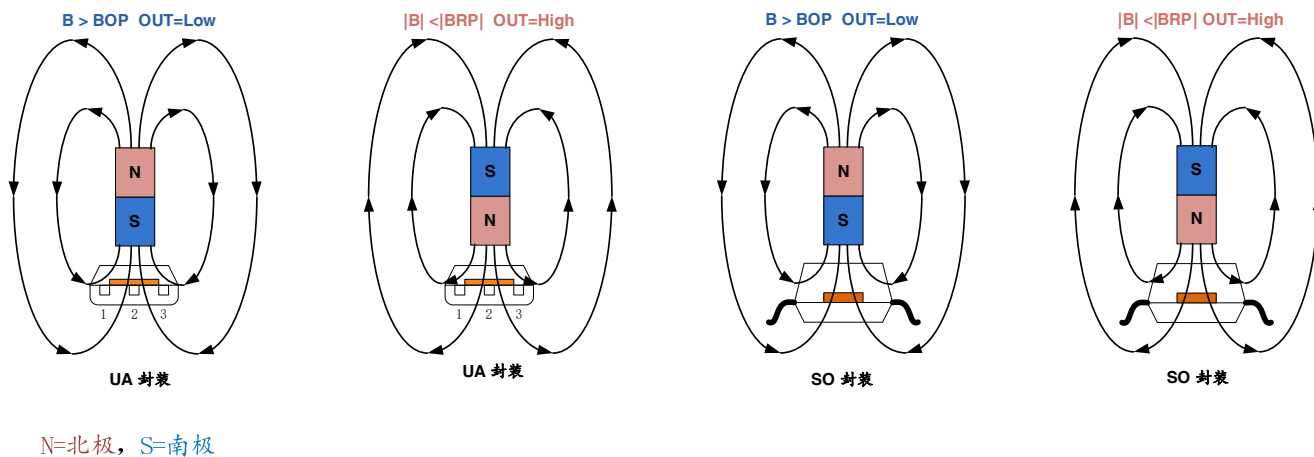 B > BOP OUT=Low
|B| <|BRP| OUT=High
B > BOP OUT=Low
|B| <|BRP| OUT=High
N
S
S
N
N
S
S
N
1 2 3
1 2 3
UA 封装
UA 封装
SO 封装
SO 封装
N=北极，S=南极